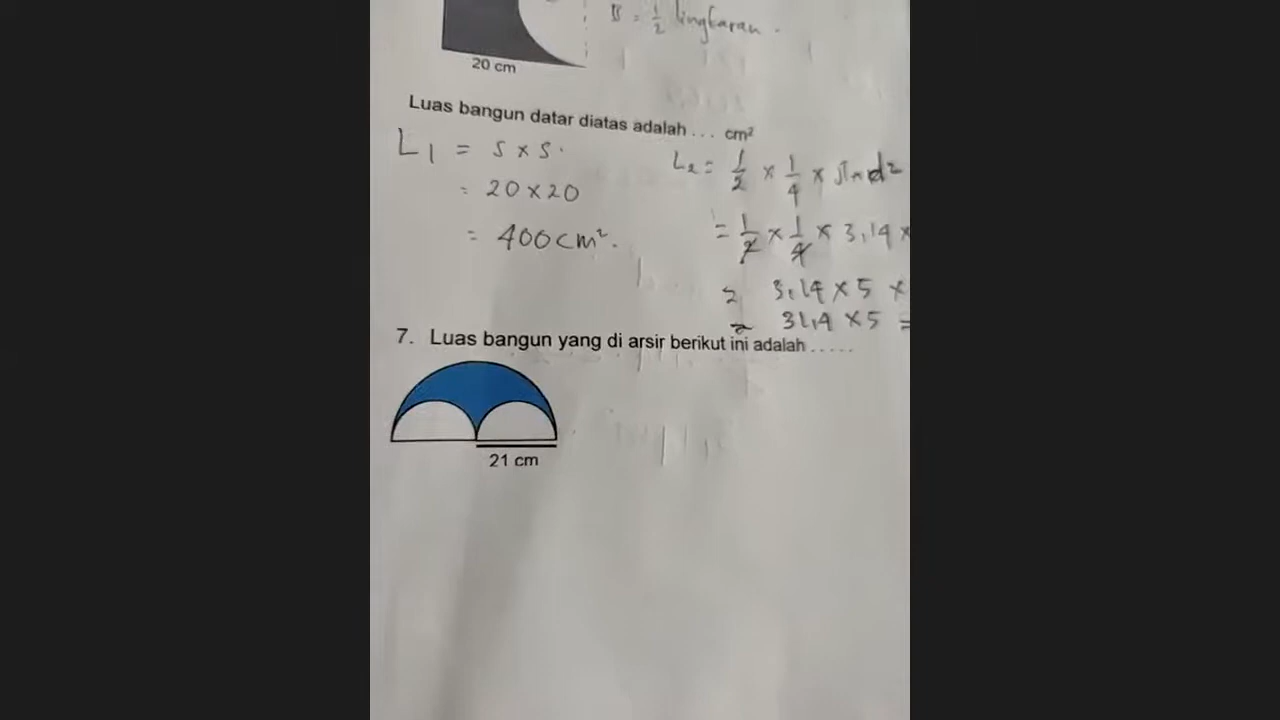 = 1/2 lingkaran.
20 cm
Luas bangun datar diatas adalah ... cm²
L1 = s x s.
= 20 x 20
= 400 cm².
L2 = 1/2 x 1/4 x π x d²
= 1/2 x 1/4 x 3,14 x
= 3,14 x 5 x
= 31,4 x 5 =
7. Luas bangun yang di arsir berikut ini adalah .....
21 cm